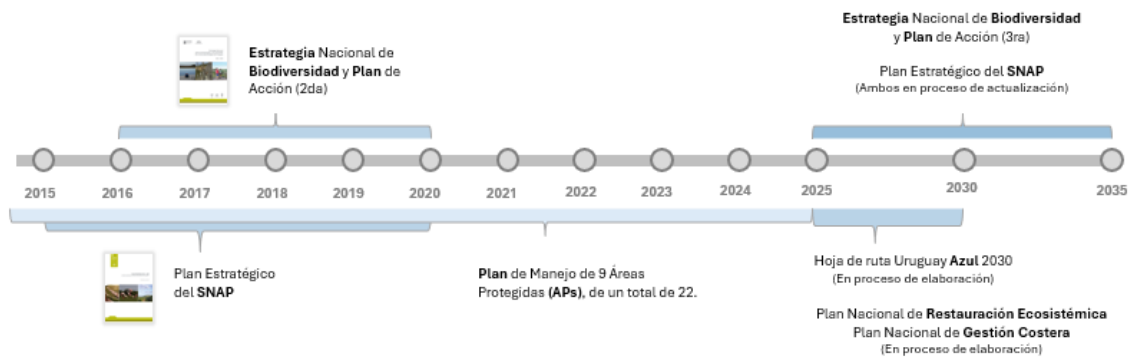 Estrategia Nacional de
Biodiversidad y Plan de
Acción (2da)
Estrategia Nacional de Biodiversidad
y Plan de Acción (3ra)
Plan Estratégico del SNAP
(Ambos en proceso de actualización)
2015 2016 2017 2018 2019 2020 2021 2022 2023 2024 2025 2030 2035
Plan Estratégico
del SNAP
Plan de Manejo de 9 Áreas
Protegidas (APs), de un total de 22.
Hoja de ruta Uruguay Azul 2030
(En proceso de elaboración)
Plan Nacional de Restauración Ecosistémica
Plan Nacional de Gestión Costera
(En proceso de elaboración)